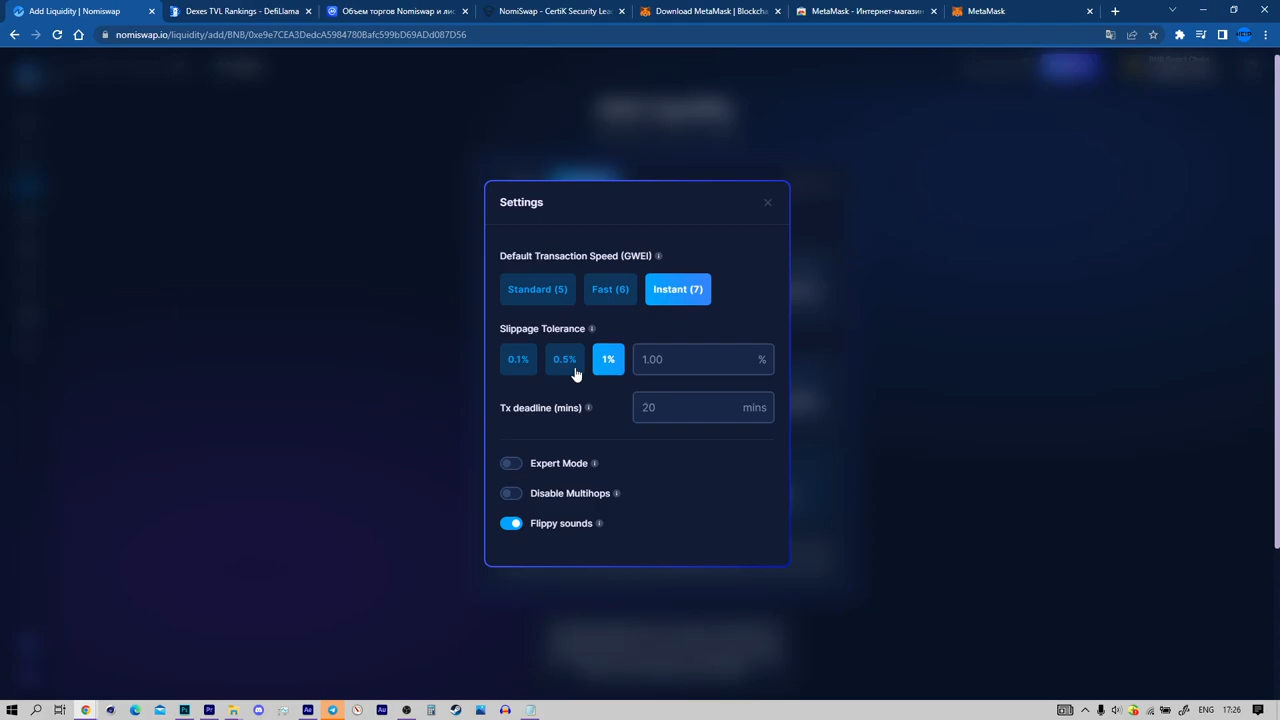 Add Liquidity | Nomiswap
Dexes TVL Rankings - DefiLlama
Объем торгов Nomiswap и лис
NomiSwap - CertiK Security Lea
Download MetaMask | Blockcha
MetaMask - Интернет-магазин
MetaMask
nomiswap.io/liquidity/add/BNB/0xe9e7CEA3DedcA5984780Bafc599bD69ADd087D56
Settings
Default Transaction Speed (GWEI)
Standard (5)
Fast (6)
Instant (7)
Slippage Tolerance
0.1%
0.5%
1%
1.00
%
Tx deadline (mins)
20
mins
Expert Mode
Disable Multihops
Flippy sounds
ENG
17:26